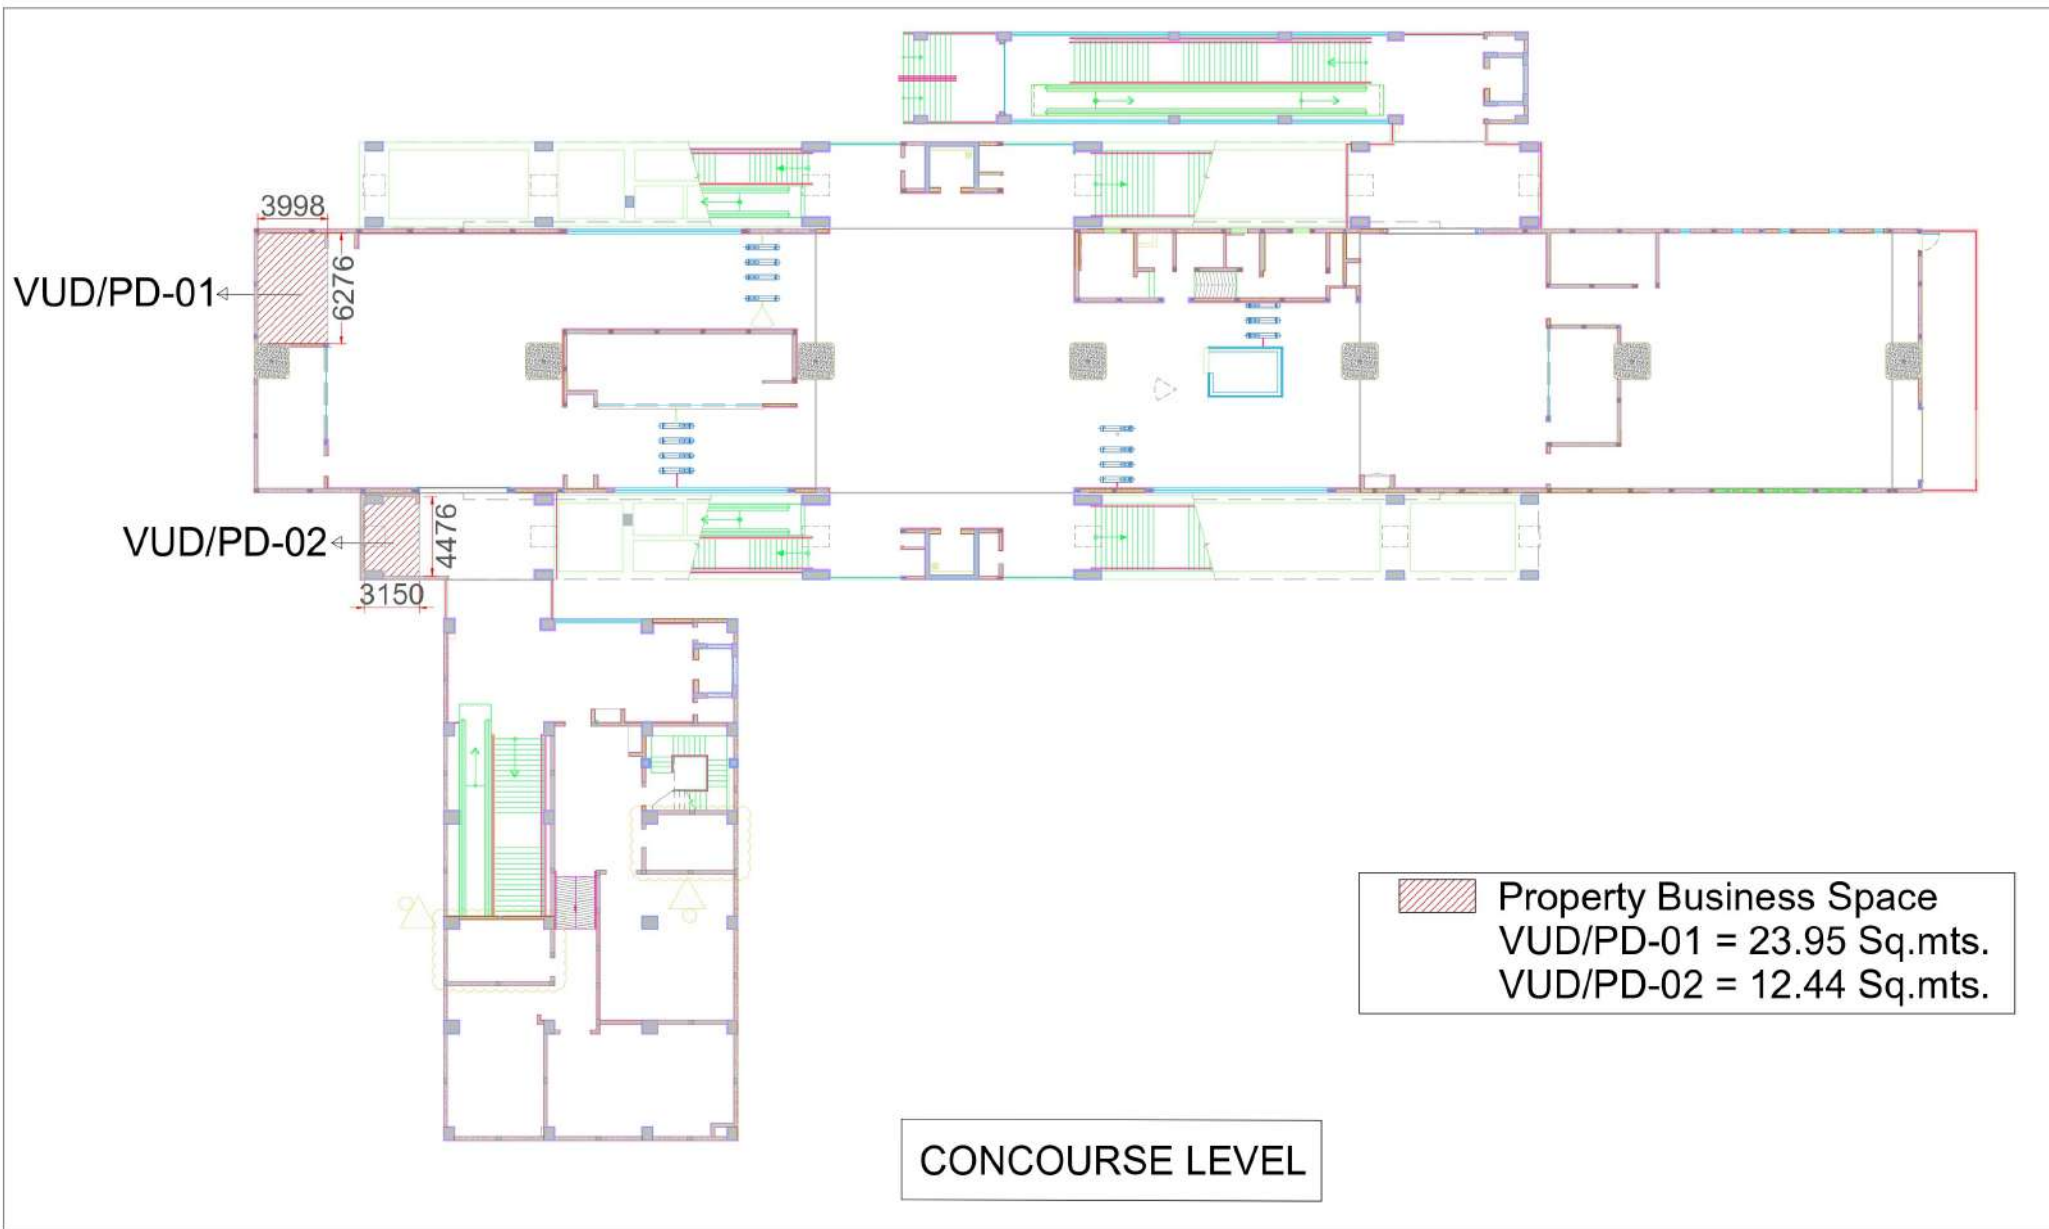 3998
6276
VUD/PD-01
VUD/PD-02
4476
3150
Property Business Space
VUD/PD-01 = 23.95 Sq.mts.
VUD/PD-02 = 12.44 Sq.mts.
CONCOURSE LEVEL